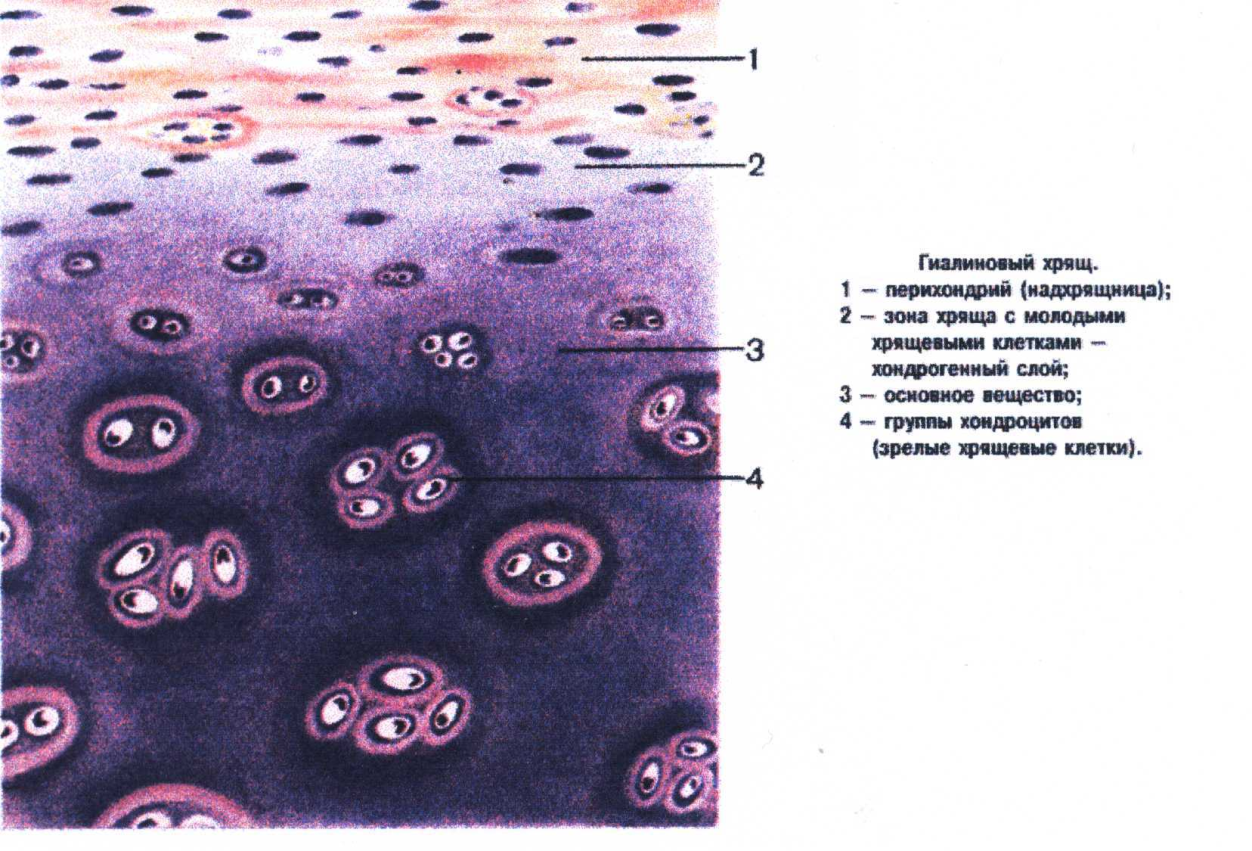 1
2
3
4
Гиалиновый хрящ.
1 — перихондрий (надхрящница);
2 — зона хряща с молодыми
хрящевыми клетками —
хондрогенный слой;
3 — основное вещество;
4 — группы хондроцитов
(зрелые хрящевые клетки).